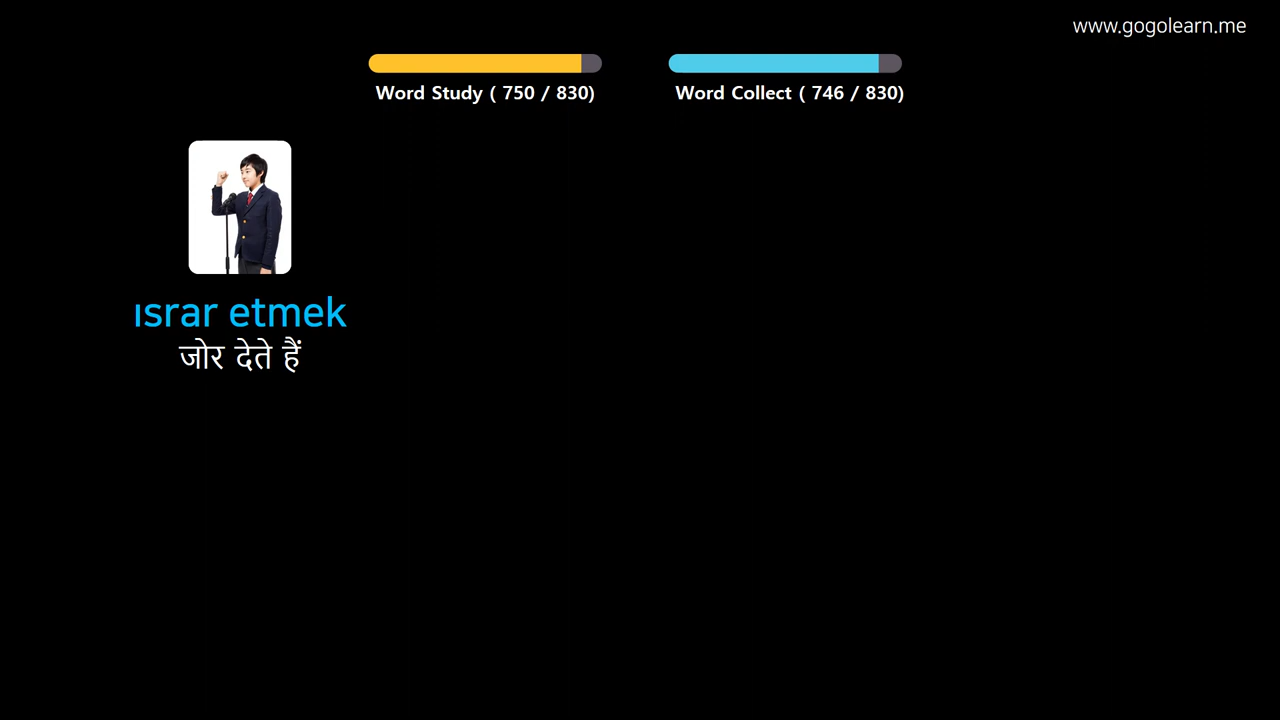 www.gogolearn.me
Word Study ( 750 / 830)
Word Collect ( 746 / 830)
ısrar etmek
जोर देते हैं